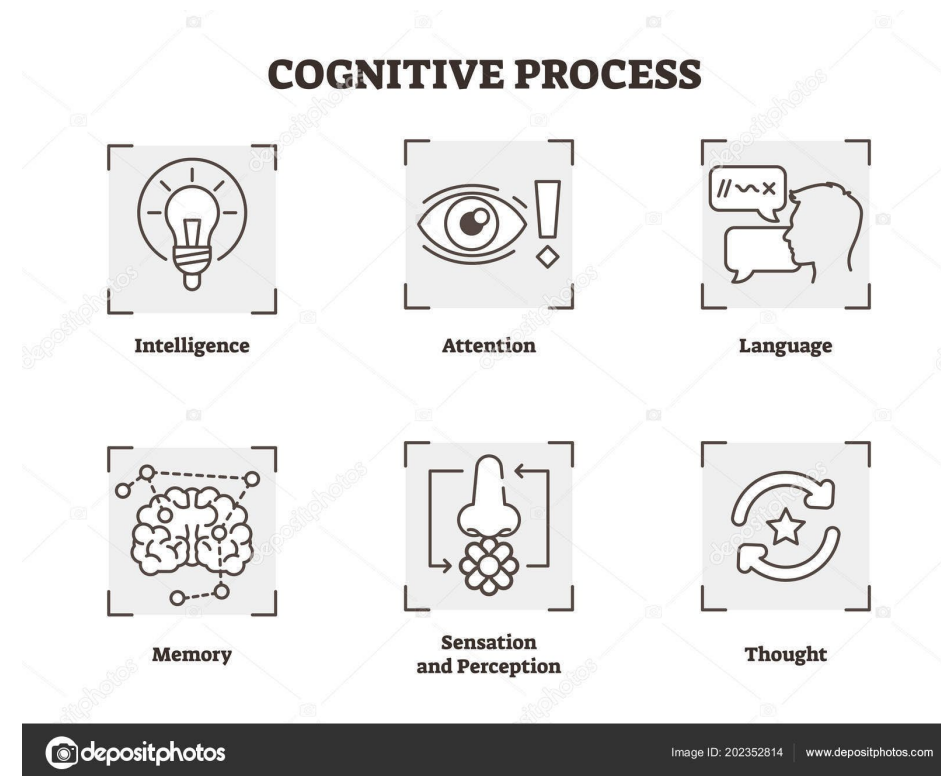 COGNITIVE PROCESS
Intelligence
Attention
Language
Memory
Sensation
and Perception
Thought
depositphotos
Image ID: 202352814
www.depositphotos.com